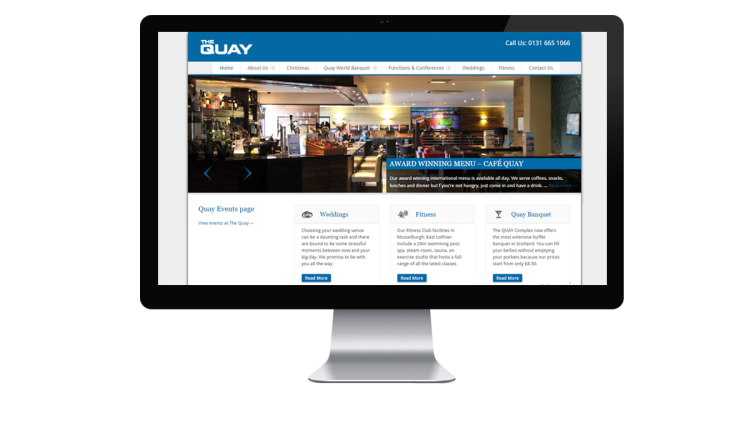 THE
QUAY
Call Us: 0131 665 1066
Home About Us Christmas Quay World Banquet Functions & Conferences Weddings Fitness Contact Us
AWARD WINNING MENU – CAFÉ QUAY
Our award winning international menu is available all day. We serve coffees, snacks,
lunches and dinner but f you're not hungry, just come in and have a drink. ... Read more →
Quay Events page
View events at The Quay→
Weddings
Choosing your wedding venue
can be a daunting task and there
are bound to be some stressful
moments between now and your
big day. We promise to be with
you all the way
Read More
Fitness
Our Fitness Club facilities in
Musselburgh, East Lothian
include a 20m swimming pool,
spa, steam room, sauna, an
exercise studio that hosts a full
range of all the latest classes
Read More
Quay Banquet
The QUAY Complex now offers
the most extensive buffet
banquet in Scotland. You can fill
your bellies without emptying
your pockets because our prices
start from only £8.50.
Read More